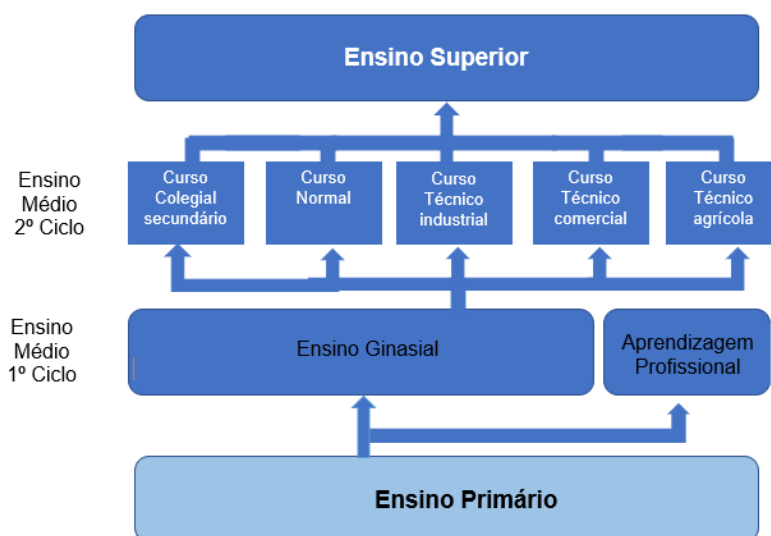 Ensino Superior
Ensino
Médio
2º Ciclo
Curso
Colegial
secundário
Curso
Normal
Curso
Técnico
industrial
Curso
Técnico
comercial
Curso
Técnico
agrícola
Ensino
Médio
1º Ciclo
Ensino Ginasial
Aprendizagem
Profissional
Ensino Primário